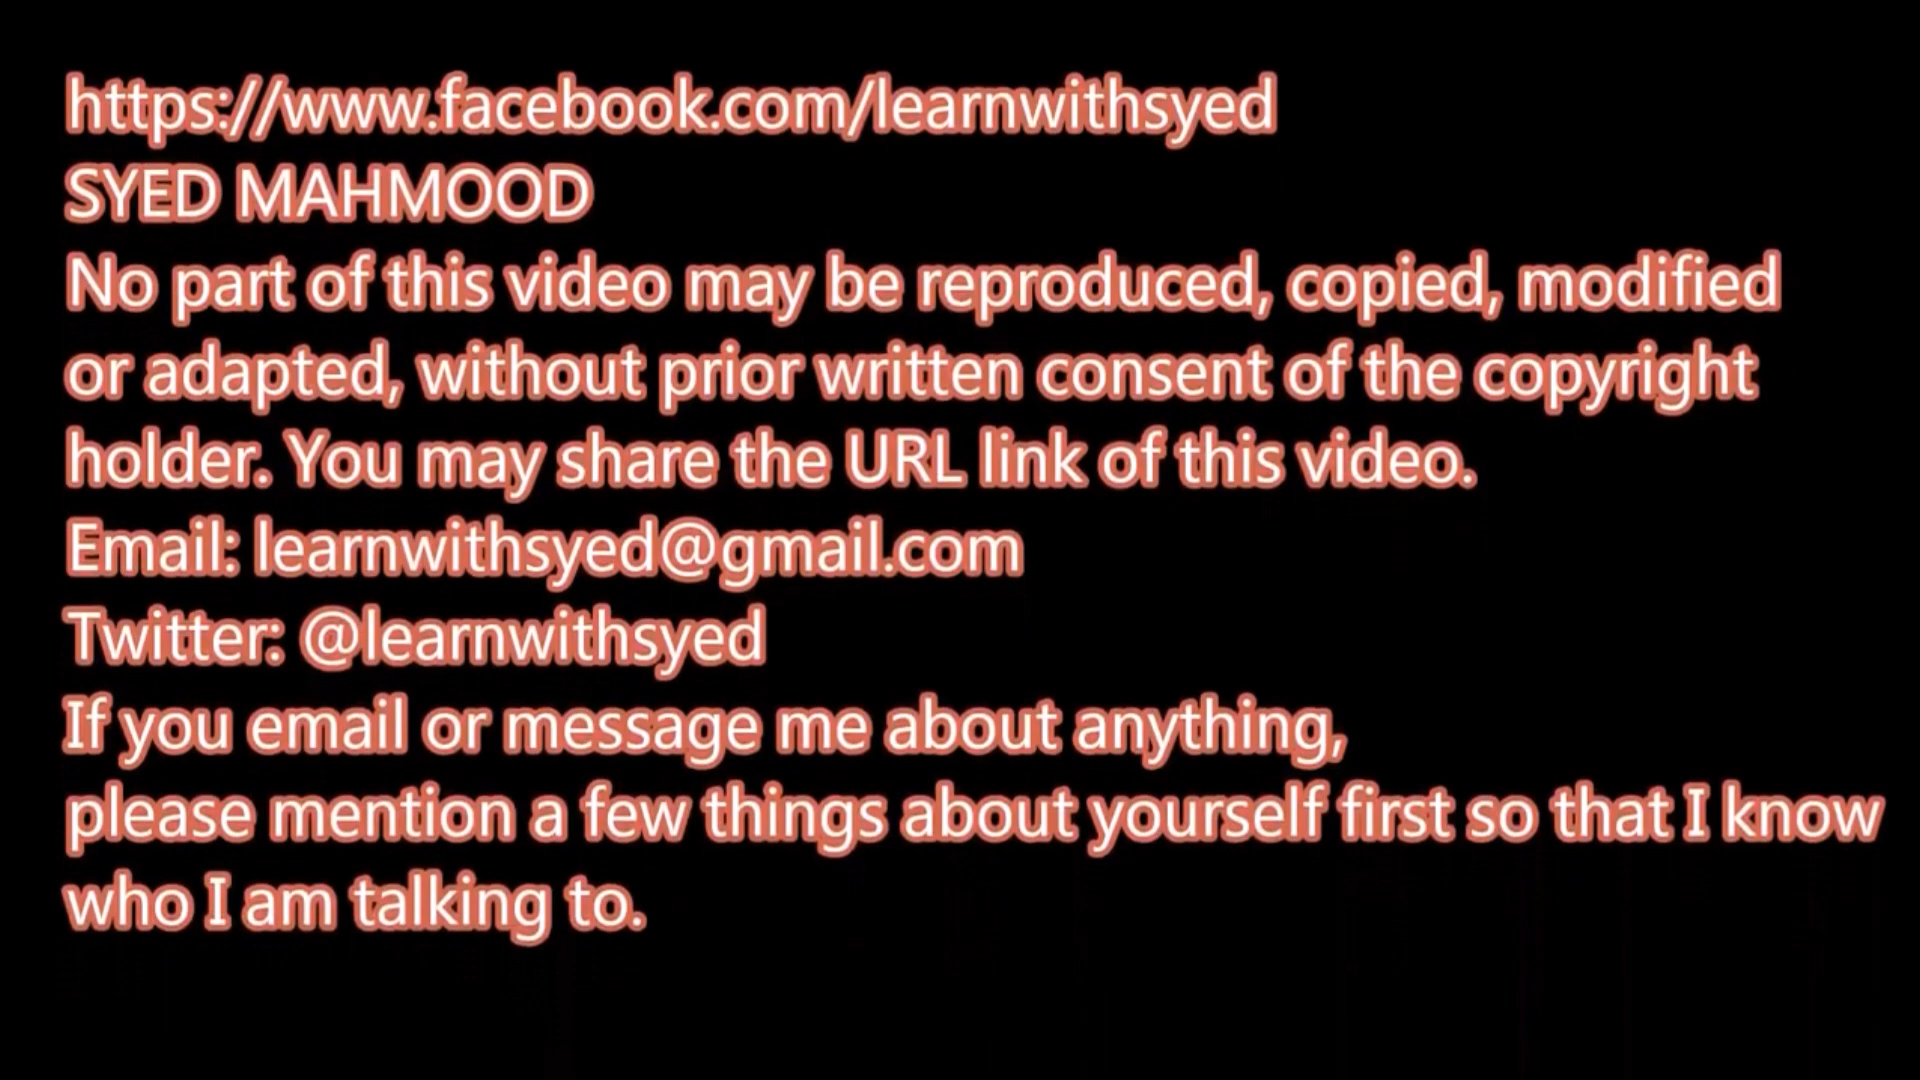 https://www.facebook.com/learnwithsyed
SYED MAHMOOD
No part of this video may be reproduced, copied, modified
or adapted, without prior written consent of the copyright
holder. You may share the URL link of this video.
Email: learnwithsyed@gmail.com
Twitter: @learnwithsyed
If you email or message me about anything,
please mention a few things about yourself first so that I know
who I am talking to.